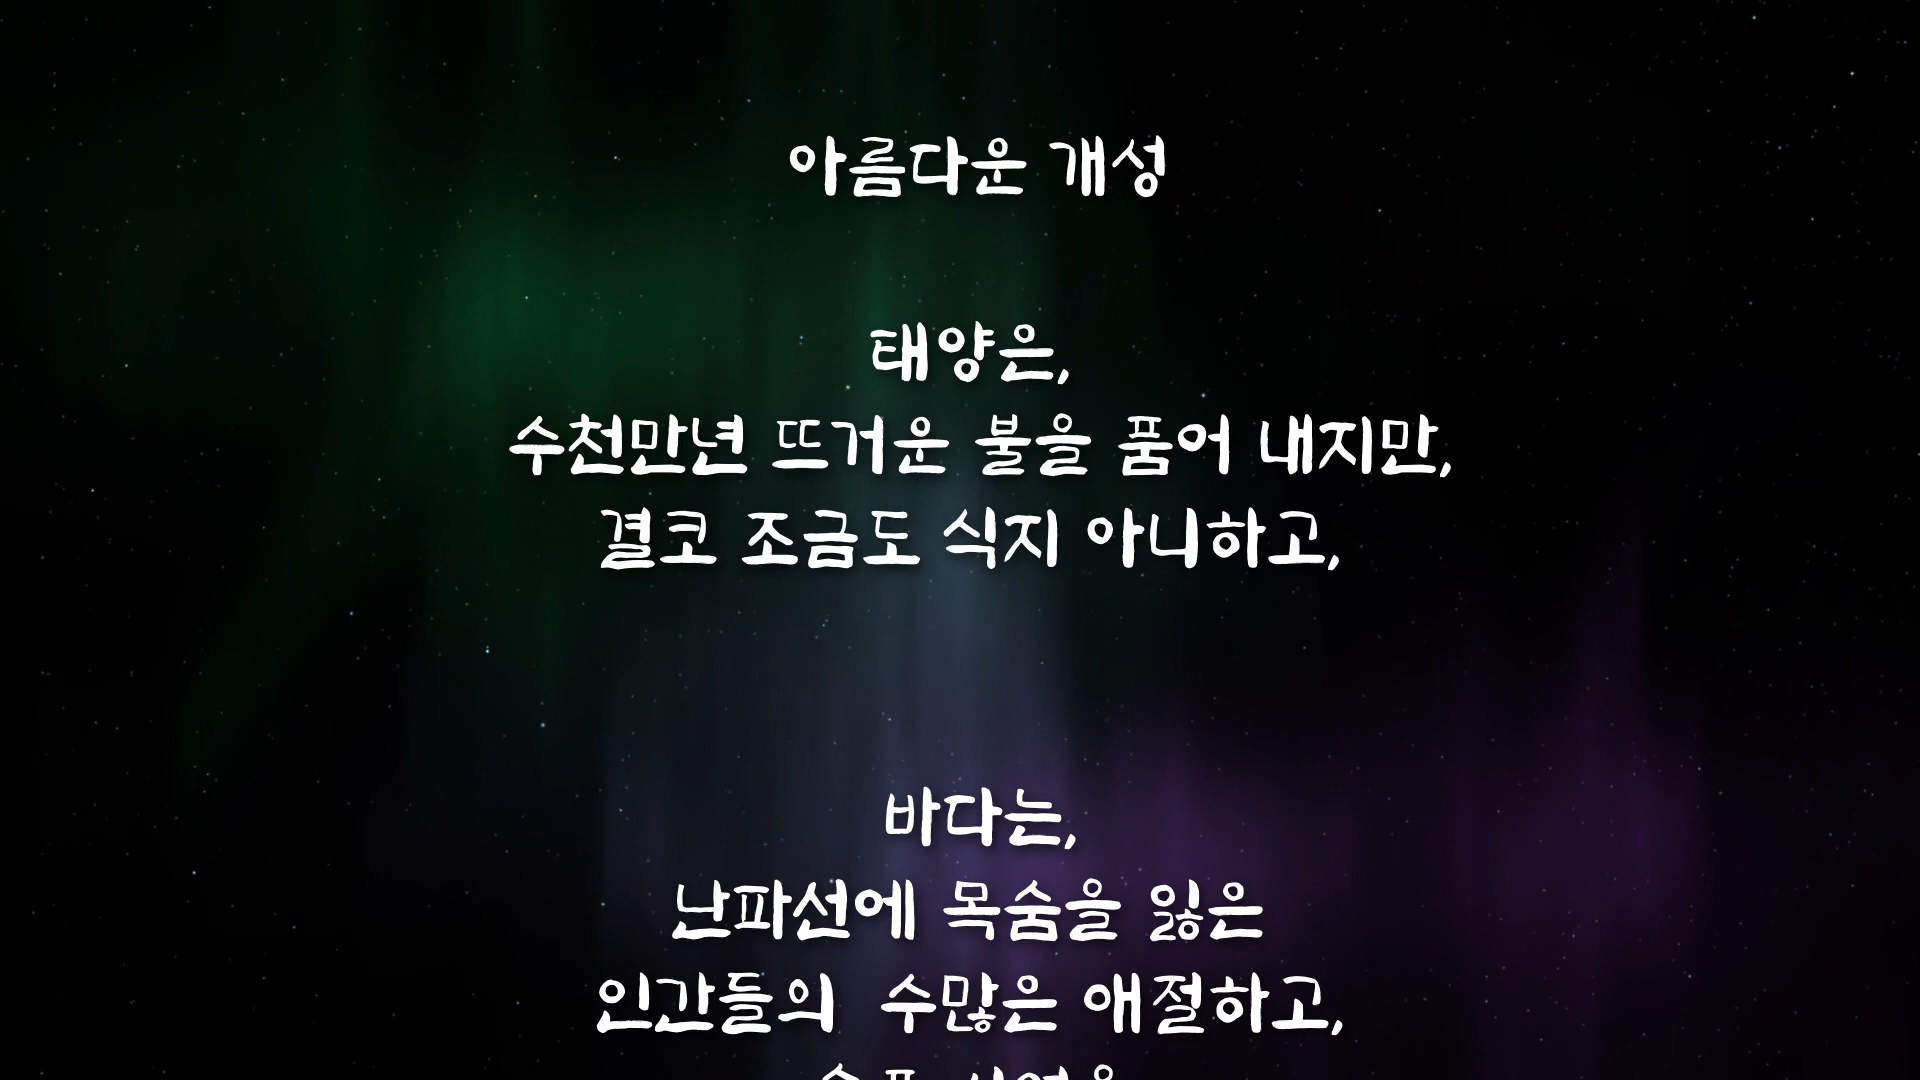 아름다운 개성
태양은,
수천만년 뜨거운 불을 품어 내지만,
결코 조금도 식지 아니하고,
바다는,
난파선에 목숨을 잃은
인간들의 수많은 애절하고,